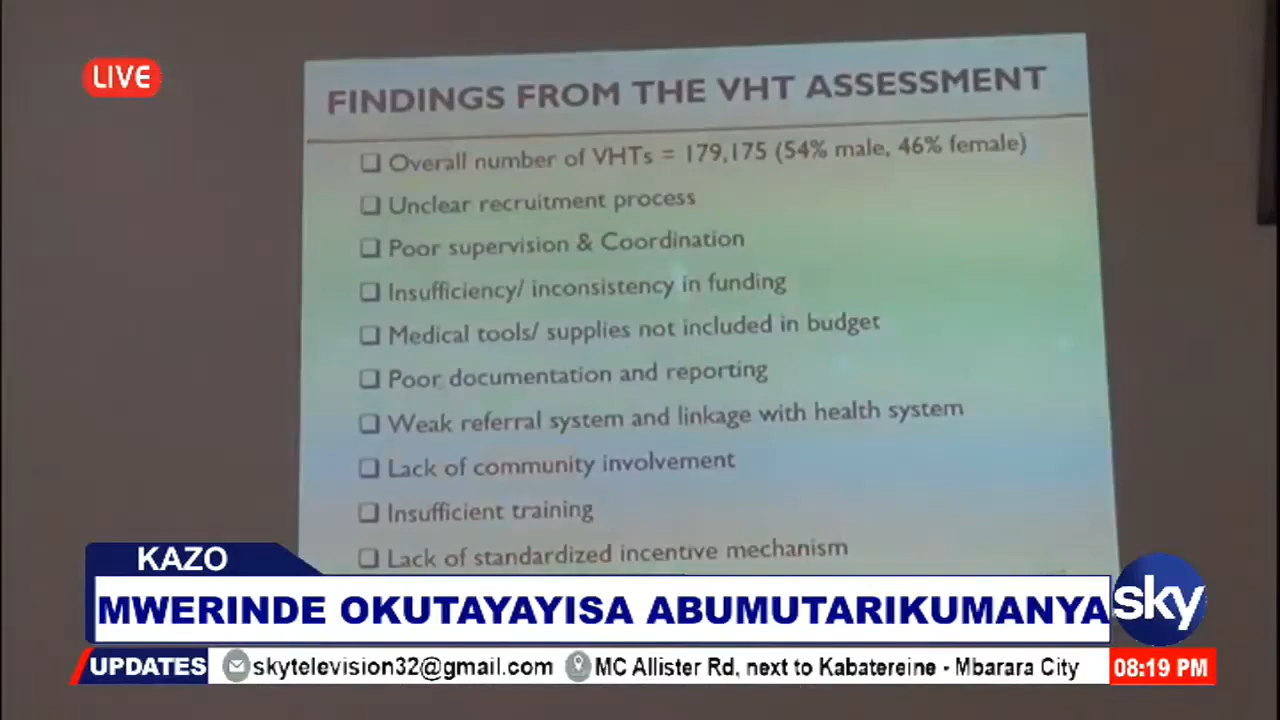 LIVE
FINDINGS FROM THE VHT ASSESSMENT
❑ Overall number of VHTs = 179,175 (54% male, 46% female)
❑ Unclear recruitment process
❑ Poor supervision & Coordination
❑ Insufficiency/ inconsistency in funding
❑ Medical tools/ supplies not included in budget
❑ Poor documentation and reporting
❑ Weak referral system and linkage with health system
❑ Lack of community involvement
❑ Insufficient training
❑ Lack of standardized incentive mechanism
KAZO
MWERINDE OKUTAYAYISA ABUMUTARIKUMANYA
sky
UPDATES skytelevision32@gmail.com MC Allister Rd, next to Kabatereine - Mbarara City 08:19 PM